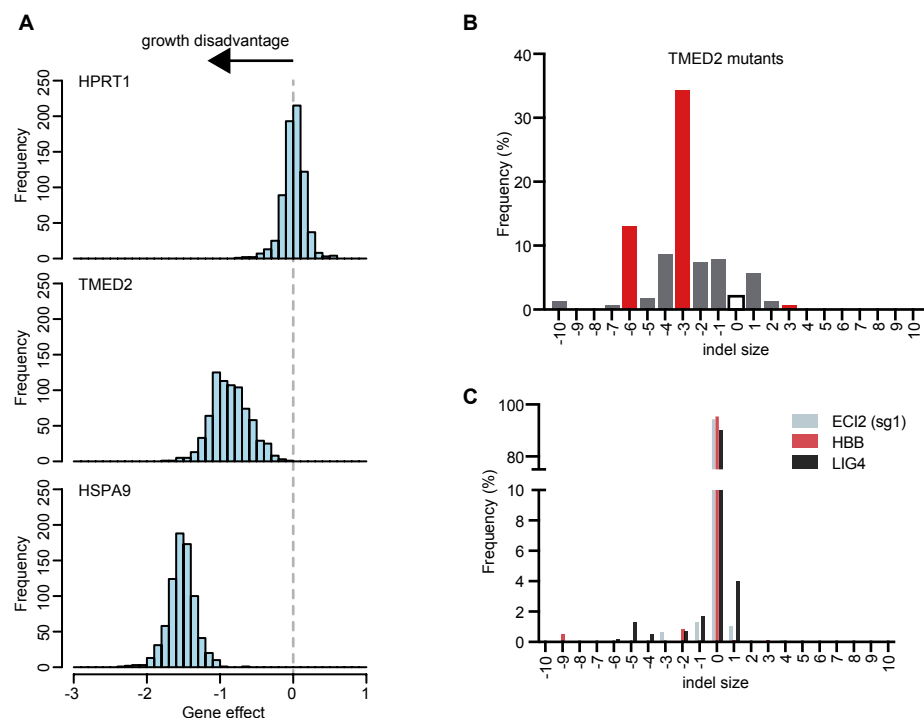 A
growth disadvantage
HPRT1
Frequency
0 50 100 150 200 250
TMED2
Frequency
0 50 100 150 200 250
HSPA9
Frequency
0 50 100 150 200 250
-3 -2 -1 0 1
Gene effect
B
TMED2 mutants
Frequency (%)
40
30
20
10
0
-10 -9 -8 -7 -6 -5 -4 -3 -2 -1 0 1 2 3 4 5 6 7 8 9 10
indel size
C
ECI2 (sg1)
HBB
LIG4
Frequency (%)
100
80
10
8
6
4
2
0
-10 -9 -8 -7 -6 -5 -4 -3 -2 -1 0 1 2 3 4 5 6 7 8 9 10
indel size